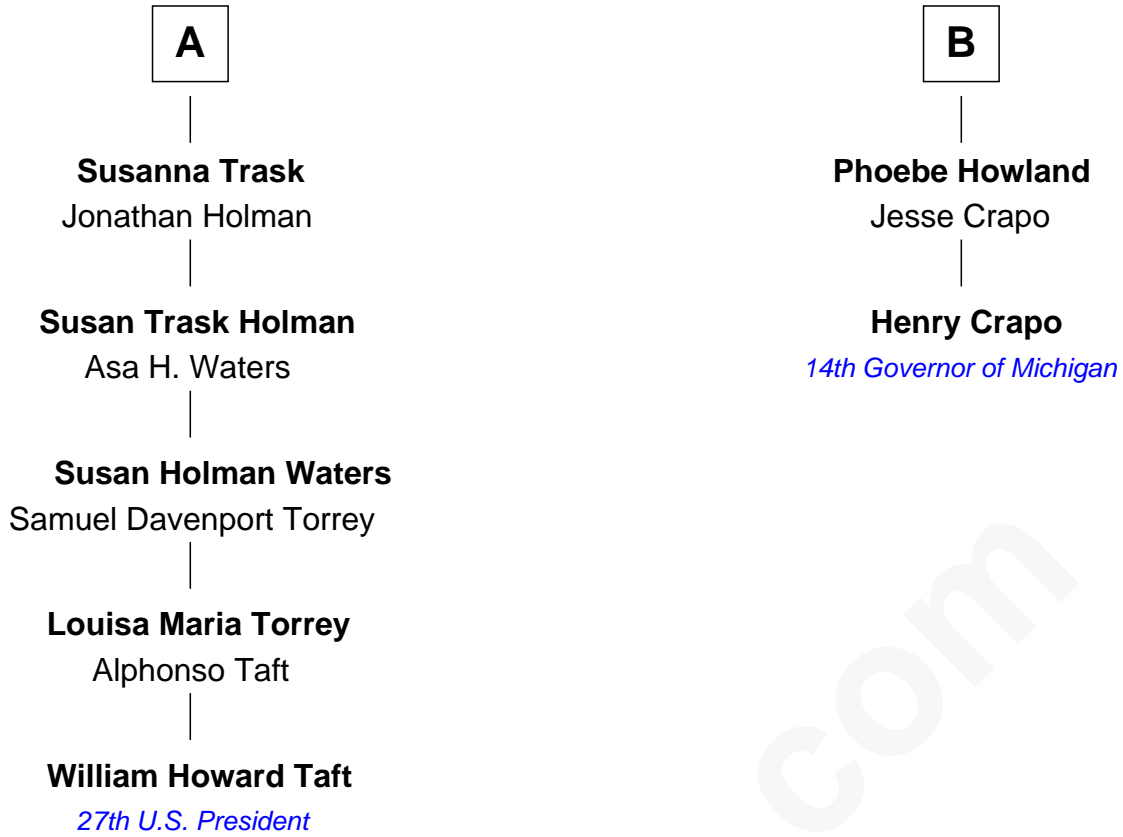 A
Susanna Trask
Jonathan Holman
Susan Trask Holman
Asa H. Waters
Susan Holman Waters
Samuel Davenport Torrey
Louisa Maria Torrey
Alphonso Taft
William Howard Taft
27th U.S. President
B
Phoebe Howland
Jesse Crapo
Henry Crapo
14th Governor of Michigan
com